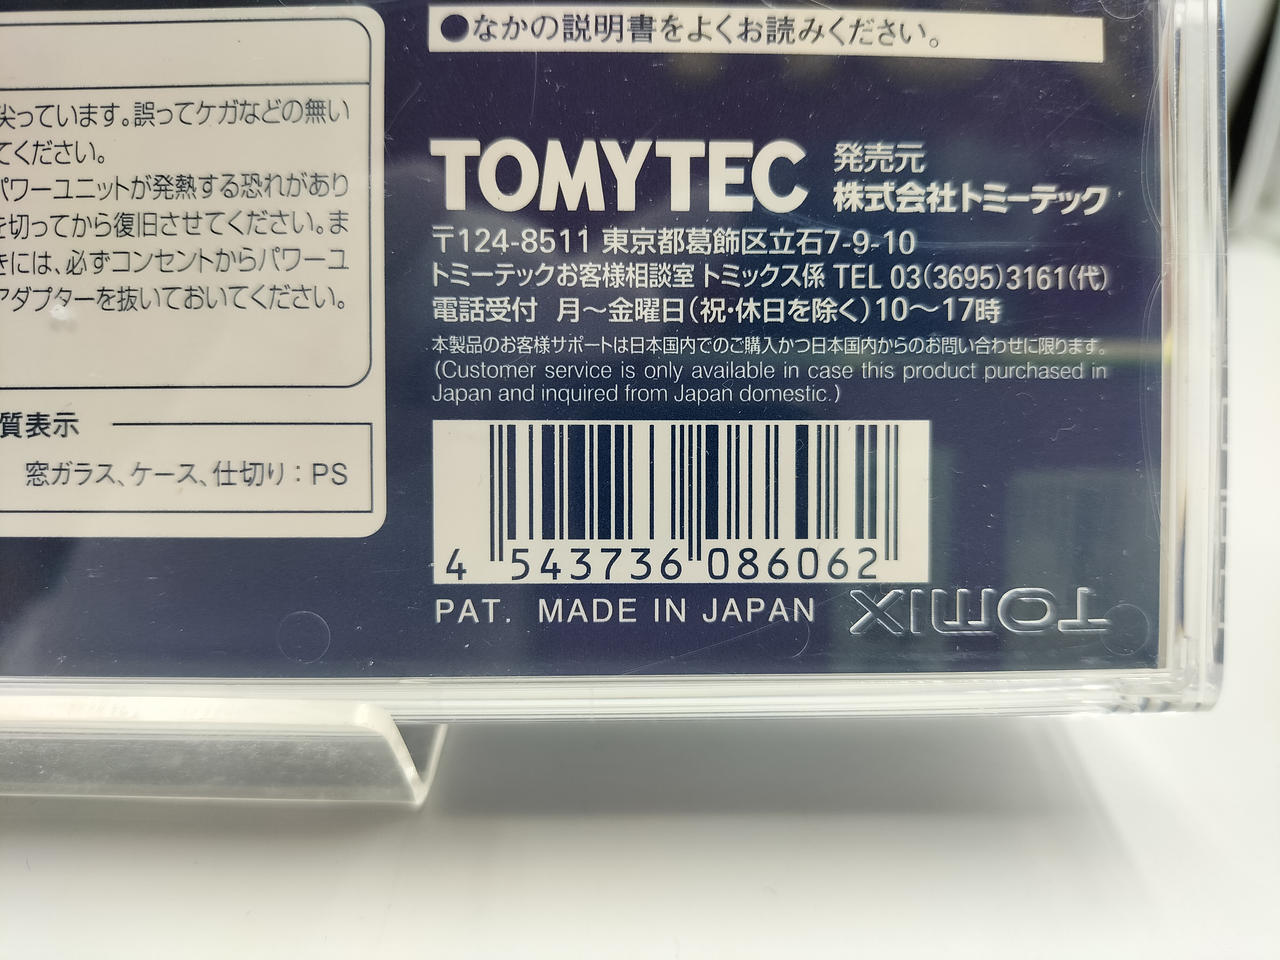 ●なかの説明書をよくお読みください。
尖っています。誤ってケガなどの無い
てください。
パワーユニットが発熱する恐れがあり
を切ってから復旧させてください。ま
きには、必ずコンセントからパワーユ
アダプターを抜いておいてください。
質表示
窓ガラス、ケース、仕切り：PS
TOMYTEC 発売元
株式会社トミーテック
〒124-8511 東京都葛飾区立石7-9-10
トミーテックお客様相談室 トミックス係 TEL 03(3695)3161(代)
電話受付 月～金曜日(祝・休日を除く)10～17時
本製品のお客様サポートは日本国内でのご購入かつ日本国内からのお問い合わせに限ります。
(Customer service is only available in case this product purchased in
Japan and inquired from Japan domestic.)
4 543736 086062
PAT. MADE IN JAPAN
TOMIX